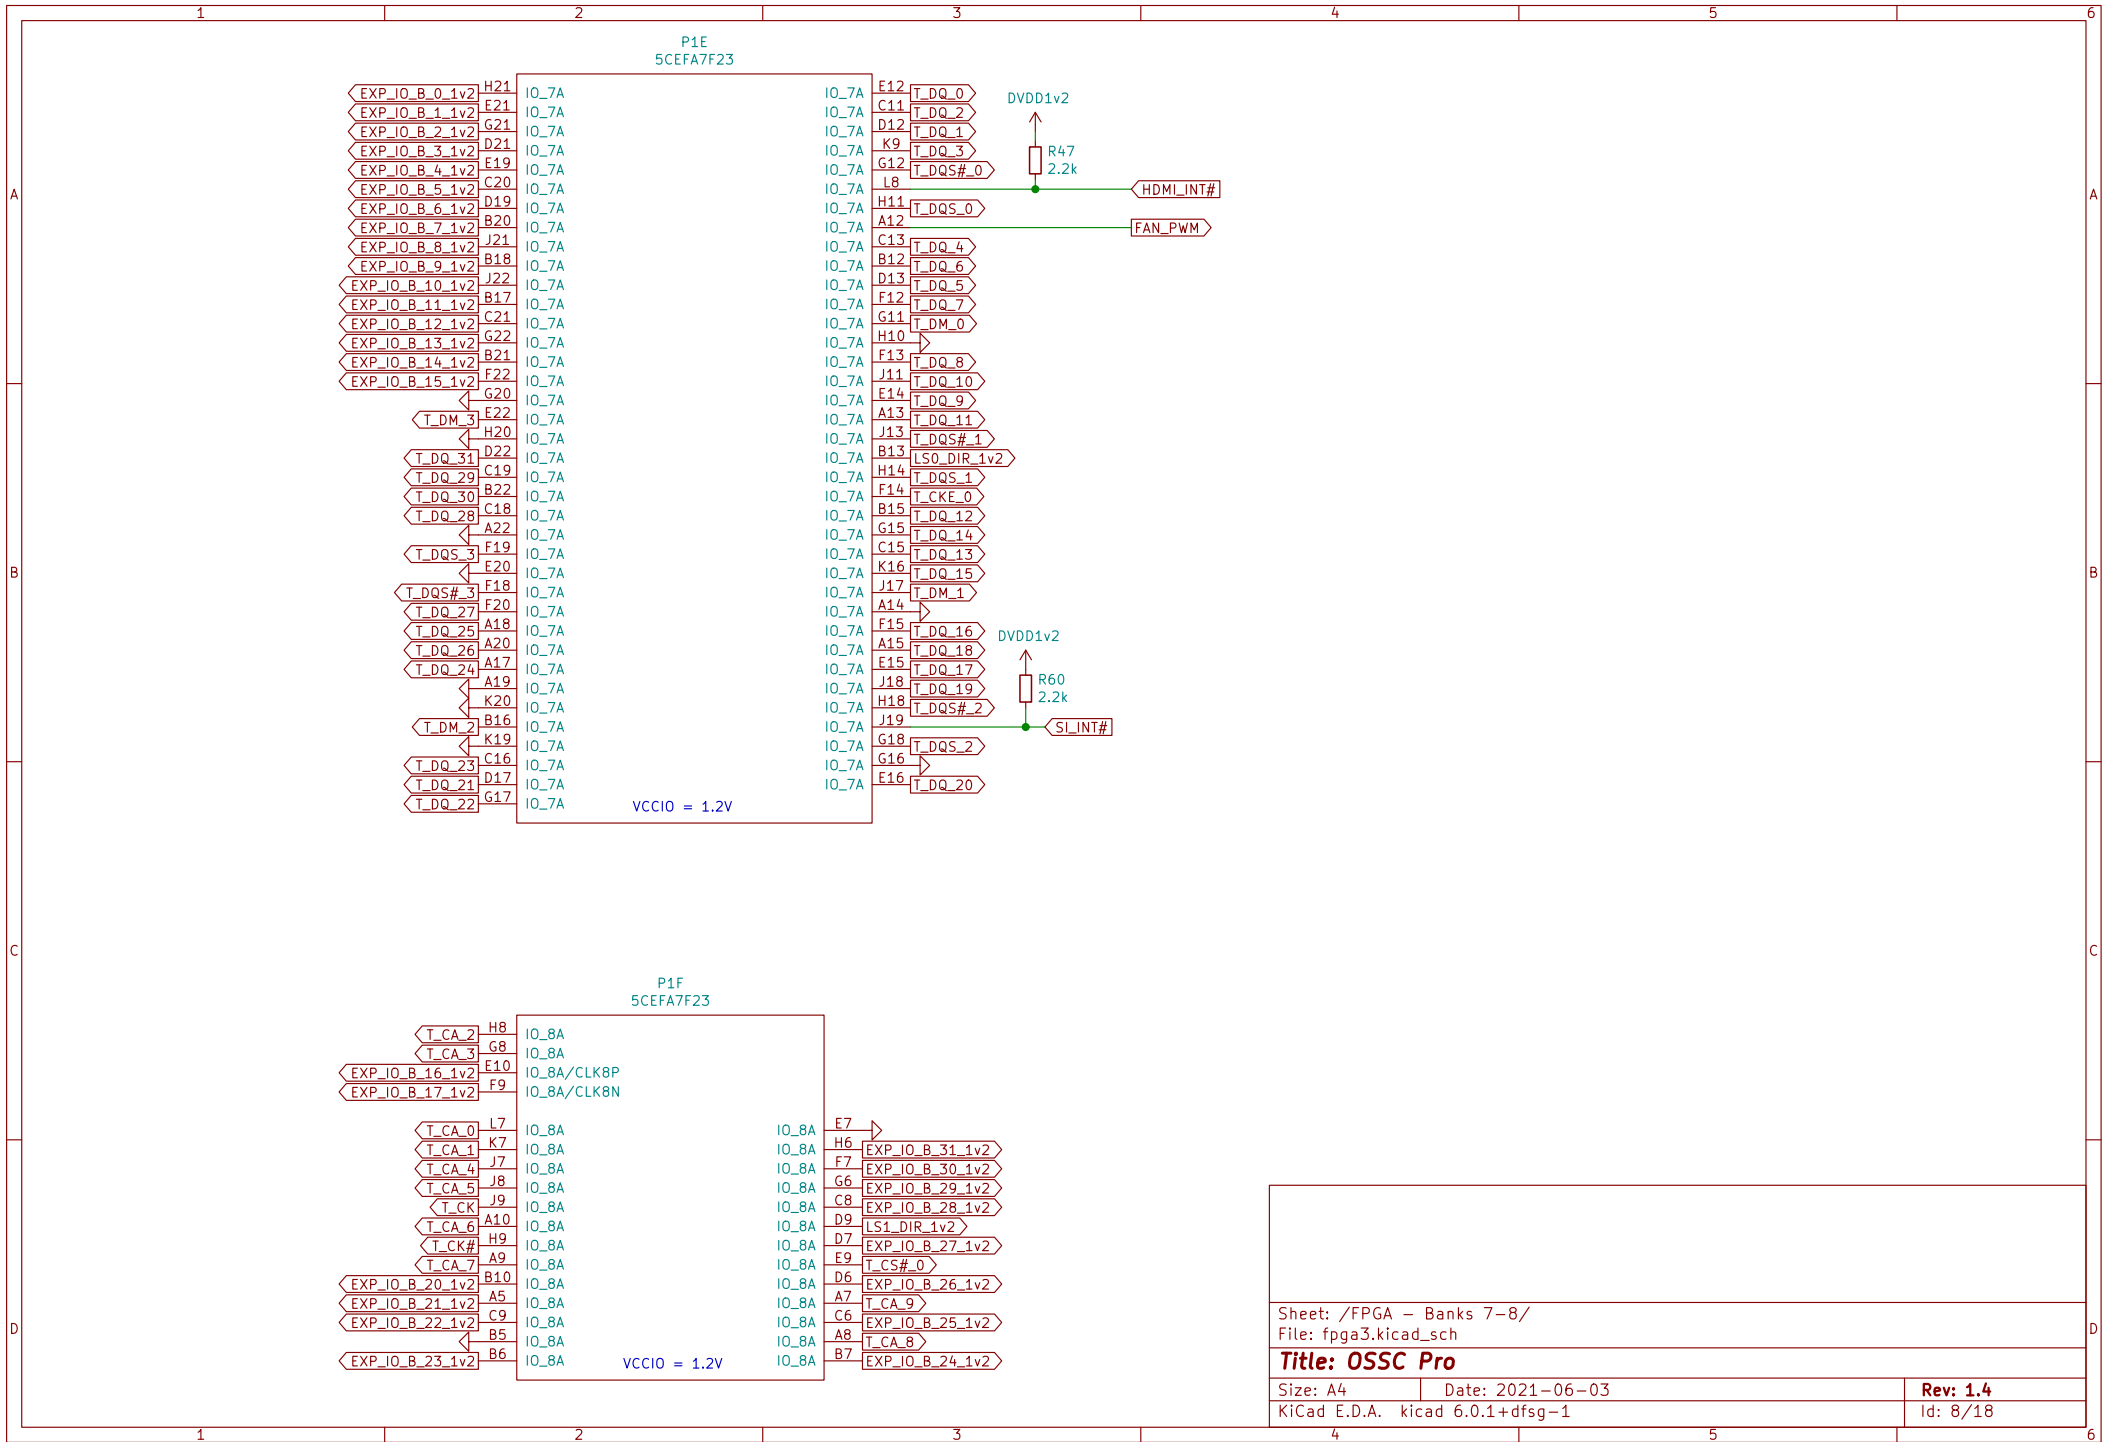 1 2 3 4 5 6
P1E
5CEFA7F23
EXP_IO_B_0_1v2 H21 IO_7A IO_7A E12 T_DQ_0
DVDD1v2
EXP_IO_B_1_1v2 E21 IO_7A IO_7A C11 T_DQ_2
EXP_IO_B_2_1v2 G21 IO_7A IO_7A D12 T_DQ_1
EXP_IO_B_3_1v2 D21 IO_7A IO_7A K9 T_DQ_3 R47
EXP_IO_B_4_1v2 E19 IO_7A IO_7A G12 T_DQS#_0 2.2k
A EXP_IO_B_5_1v2 C20 IO_7A IO_7A L8 HDMI_INT# A
EXP_IO_B_6_1v2 D19 IO_7A IO_7A H11 T_DQS_0
EXP_IO_B_7_1v2 B20 IO_7A IO_7A A12 FAN_PWM
EXP_IO_B_8_1v2 J21 IO_7A IO_7A C13 T_DQ_4
EXP_IO_B_9_1v2 B18 IO_7A IO_7A B12 T_DQ_6
EXP_IO_B_10_1v2 J22 IO_7A IO_7A D13 T_DQ_5
EXP_IO_B_11_1v2 B17 IO_7A IO_7A F12 T_DQ_7
EXP_IO_B_12_1v2 C21 IO_7A IO_7A G11 T_DM_0
EXP_IO_B_13_1v2 G22 IO_7A IO_7A H10
EXP_IO_B_14_1v2 B21 IO_7A IO_7A F13 T_DQ_8
EXP_IO_B_15_1v2 F22 IO_7A IO_7A J11 T_DQ_10
G20 IO_7A IO_7A E14 T_DQ_9
T_DM_3 E22 IO_7A IO_7A A13 T_DQ_11
H20 IO_7A IO_7A J13 T_DQS#_1
T_DQ_31 D22 IO_7A IO_7A B13 LS0_DIR_1v2
T_DQ_29 C19 IO_7A IO_7A H14 T_DQS_1
T_DQ_30 B22 IO_7A IO_7A F14 T_CKE_0
T_DQ_28 C18 IO_7A IO_7A B15 T_DQ_12
A22 IO_7A IO_7A G15 T_DQ_14
T_DQS_3 F19 IO_7A IO_7A C15 T_DQ_13
B E20 IO_7A IO_7A K16 T_DQ_15 B
T_DQS#_3 F18 IO_7A IO_7A J17 T_DM_1
T_DQ_27 F20 IO_7A IO_7A A14
T_DQ_25 A18 IO_7A IO_7A F15 T_DQ_16
DVDD1v2
T_DQ_26 A20 IO_7A IO_7A A15 T_DQ_18
T_DQ_24 A17 IO_7A IO_7A E15 T_DQ_17
A19 IO_7A IO_7A J18 T_DQ_19 R60
K20 IO_7A IO_7A H18 T_DQS#_2 2.2k
T_DM_2 B16 IO_7A IO_7A J19 SI_INT#
K19 IO_7A IO_7A G18 T_DQS_2
T_DQ_23 C16 IO_7A IO_7A G16
T_DQ_21 D17 IO_7A IO_7A E16 T_DQ_20
T_DQ_22 G17 IO_7A
VCCIO = 1.2V
C C
P1F
5CEFA7F23
T_CA_2 H8 IO_8A
T_CA_3 G8 IO_8A
EXP_IO_B_16_1v2 E10 IO_8A/CLK8P
EXP_IO_B_17_1v2 F9 IO_8A/CLK8N
T_CA_0 L7 IO_8A IO_8A E7
T_CA_1 K7 IO_8A IO_8A H6 EXP_IO_B_31_1v2
T_CA_4 J7 IO_8A IO_8A F7 EXP_IO_B_30_1v2
T_CA_5 J8 IO_8A IO_8A G6 EXP_IO_B_29_1v2
T_CK J9 IO_8A IO_8A C8 EXP_IO_B_28_1v2
T_CA_6 A10 IO_8A IO_8A D9 LS1_DIR_1v2
T_CK# H9 IO_8A IO_8A D7 EXP_IO_B_27_1v2
T_CA_7 A9 IO_8A IO_8A E9 T_CS#_0
EXP_IO_B_20_1v2 B10 IO_8A IO_8A D6 EXP_IO_B_26_1v2
EXP_IO_B_21_1v2 A5 IO_8A IO_8A A7 T_CA_9
EXP_IO_B_22_1v2 C9 IO_8A IO_8A C6 EXP_IO_B_25_1v2
D B5 IO_8A IO_8A A8 T_CA_8 D
EXP_IO_B_23_1v2 B6 IO_8A IO_8A B7 EXP_IO_B_24_1v2
VCCIO = 1.2V
Sheet: /FPGA – Banks 7–8/
File: fpga3.kicad_sch
Title: OSSC Pro
Size: A4 Date: 2021-06-03 Rev: 1.4
KiCad E.D.A. kicad 6.0.1+dfsg-1 Id: 8/18
1 2 3 4 5 6